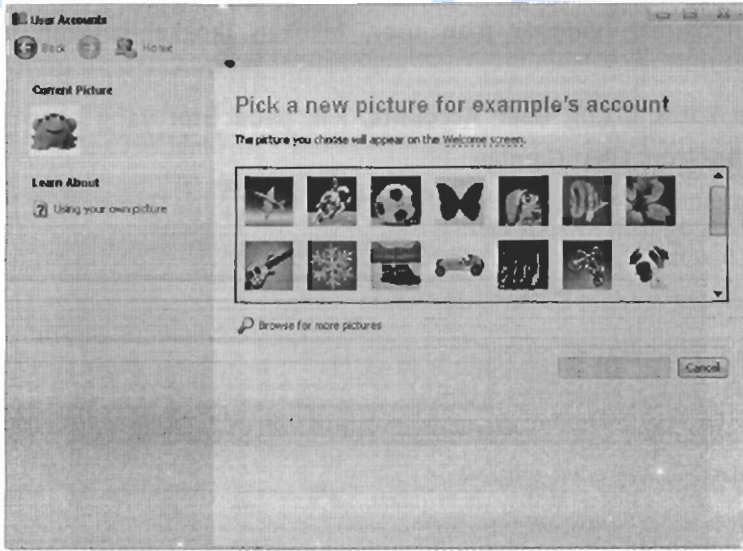 User Accounts
Back Home
Current Picture
Learn About
Using your own picture
Pick a new picture for example's account
The picture you choose will appear on the Welcome screen.
Browse for more pictures
Cancel